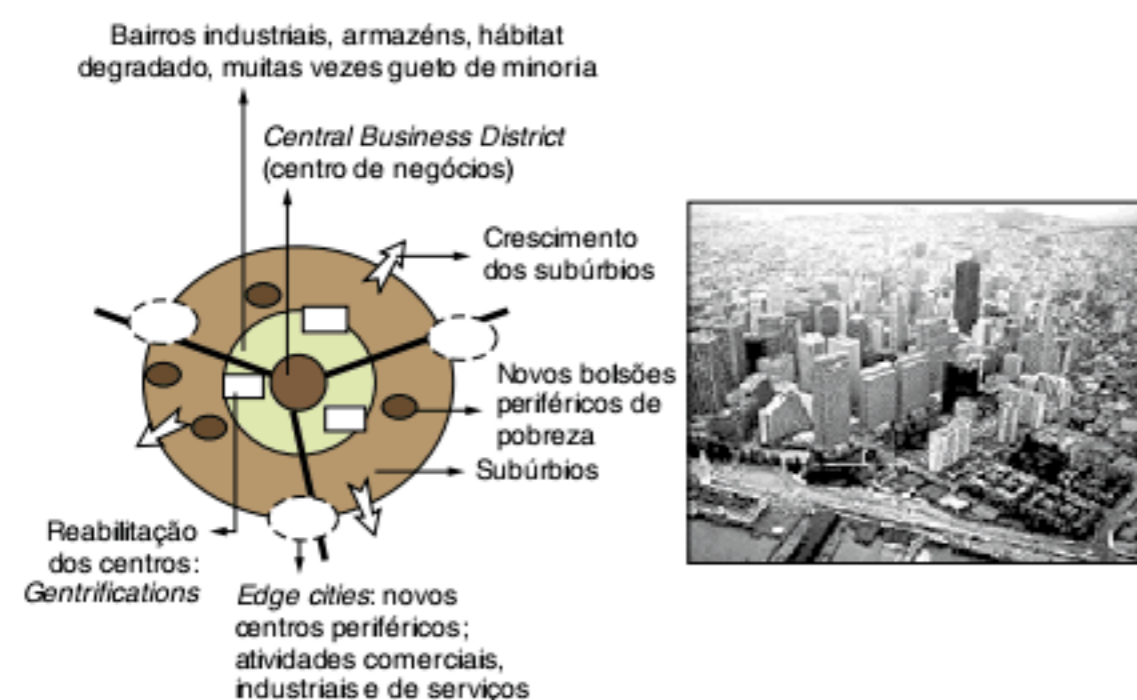 Bairros industriais, armazéns, hábitat
degradado, muitas vezes gueto de minoria
Central Business District
(centro de negócios)
Crescimento
dos subúrbios
Novos bolsões
periféricos de
pobreza
Subúrbios
Reabilitação
dos centros:
Gentrifications
Edge cities: novos
centros periféricos;
atividades comerciais,
industriais e de serviços